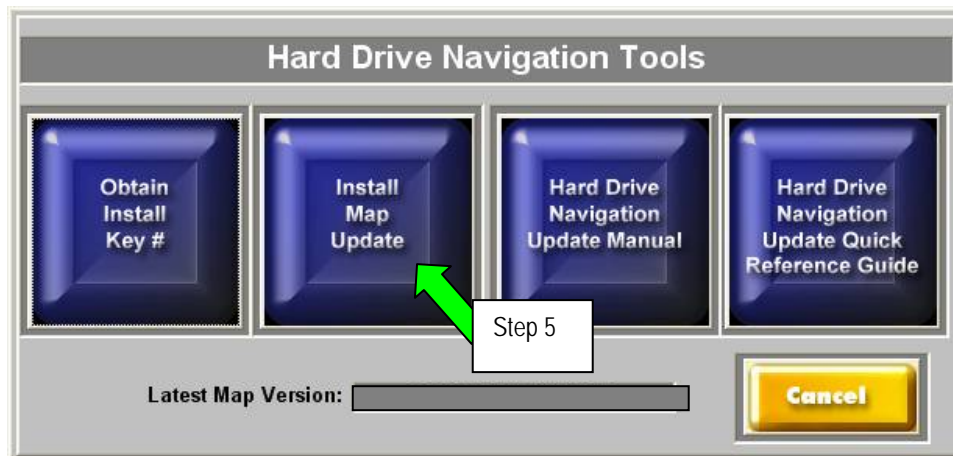 Hard Drive Navigation Tools
Obtain
Install
Key #
Install
Map
Update
Hard Drive
Navigation
Update Manual
Hard Drive
Navigation
Update Quick
Reference Guide
Step 5
Latest Map Version:
Cancel